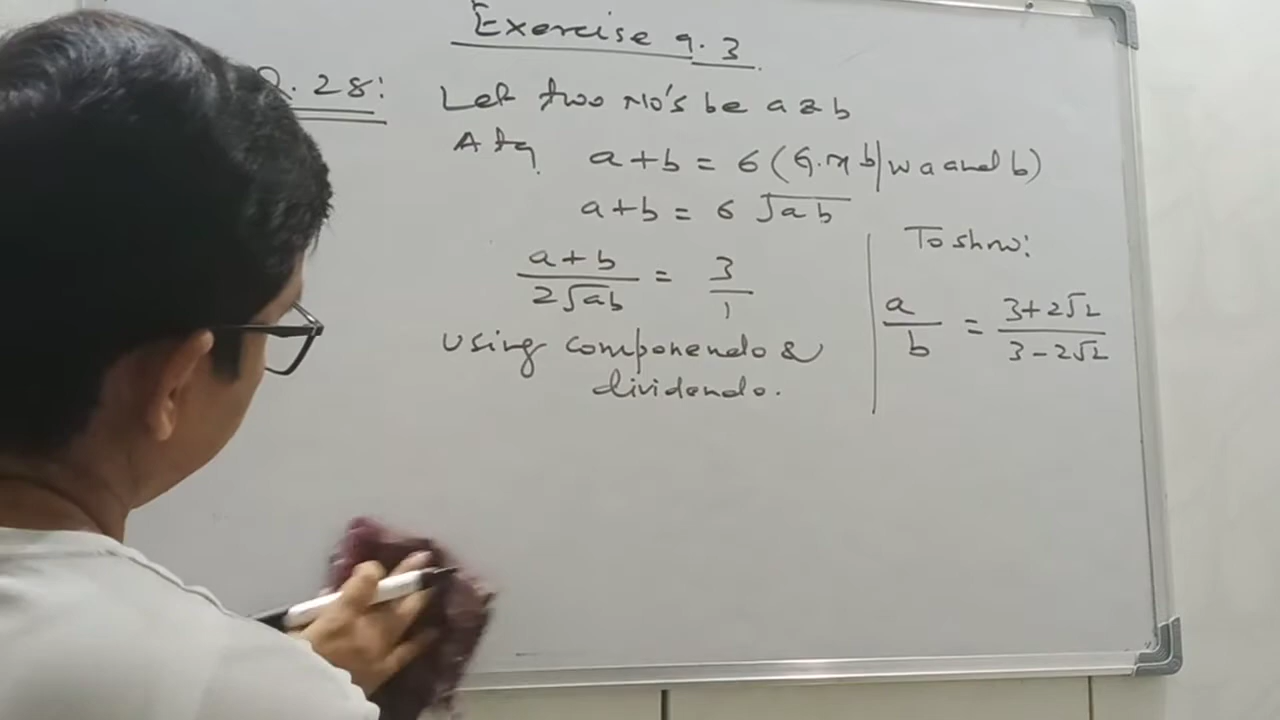 Exercise 9.3
Q. 28:
Let two No's be a & b
Atq a+b = 6 (G.M b/w a and b)
a+b = 6 √ab
a+b / 2√ab = 3/1
Using componendo &
dividendo.
To show:
a/b = 3+2√2 / 3-2√2